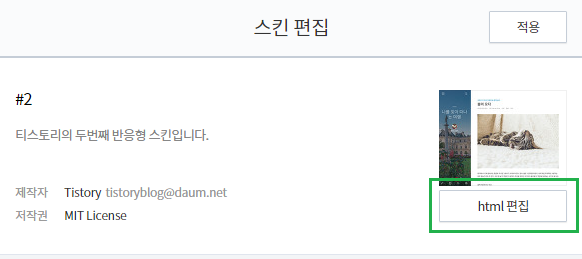 스킨 편집
적용
#2
티스토리의 두번째 반응형 스킨입니다.
제작자 Tistory tistoryblog@daum.net
저작권 MIT License
html 편집